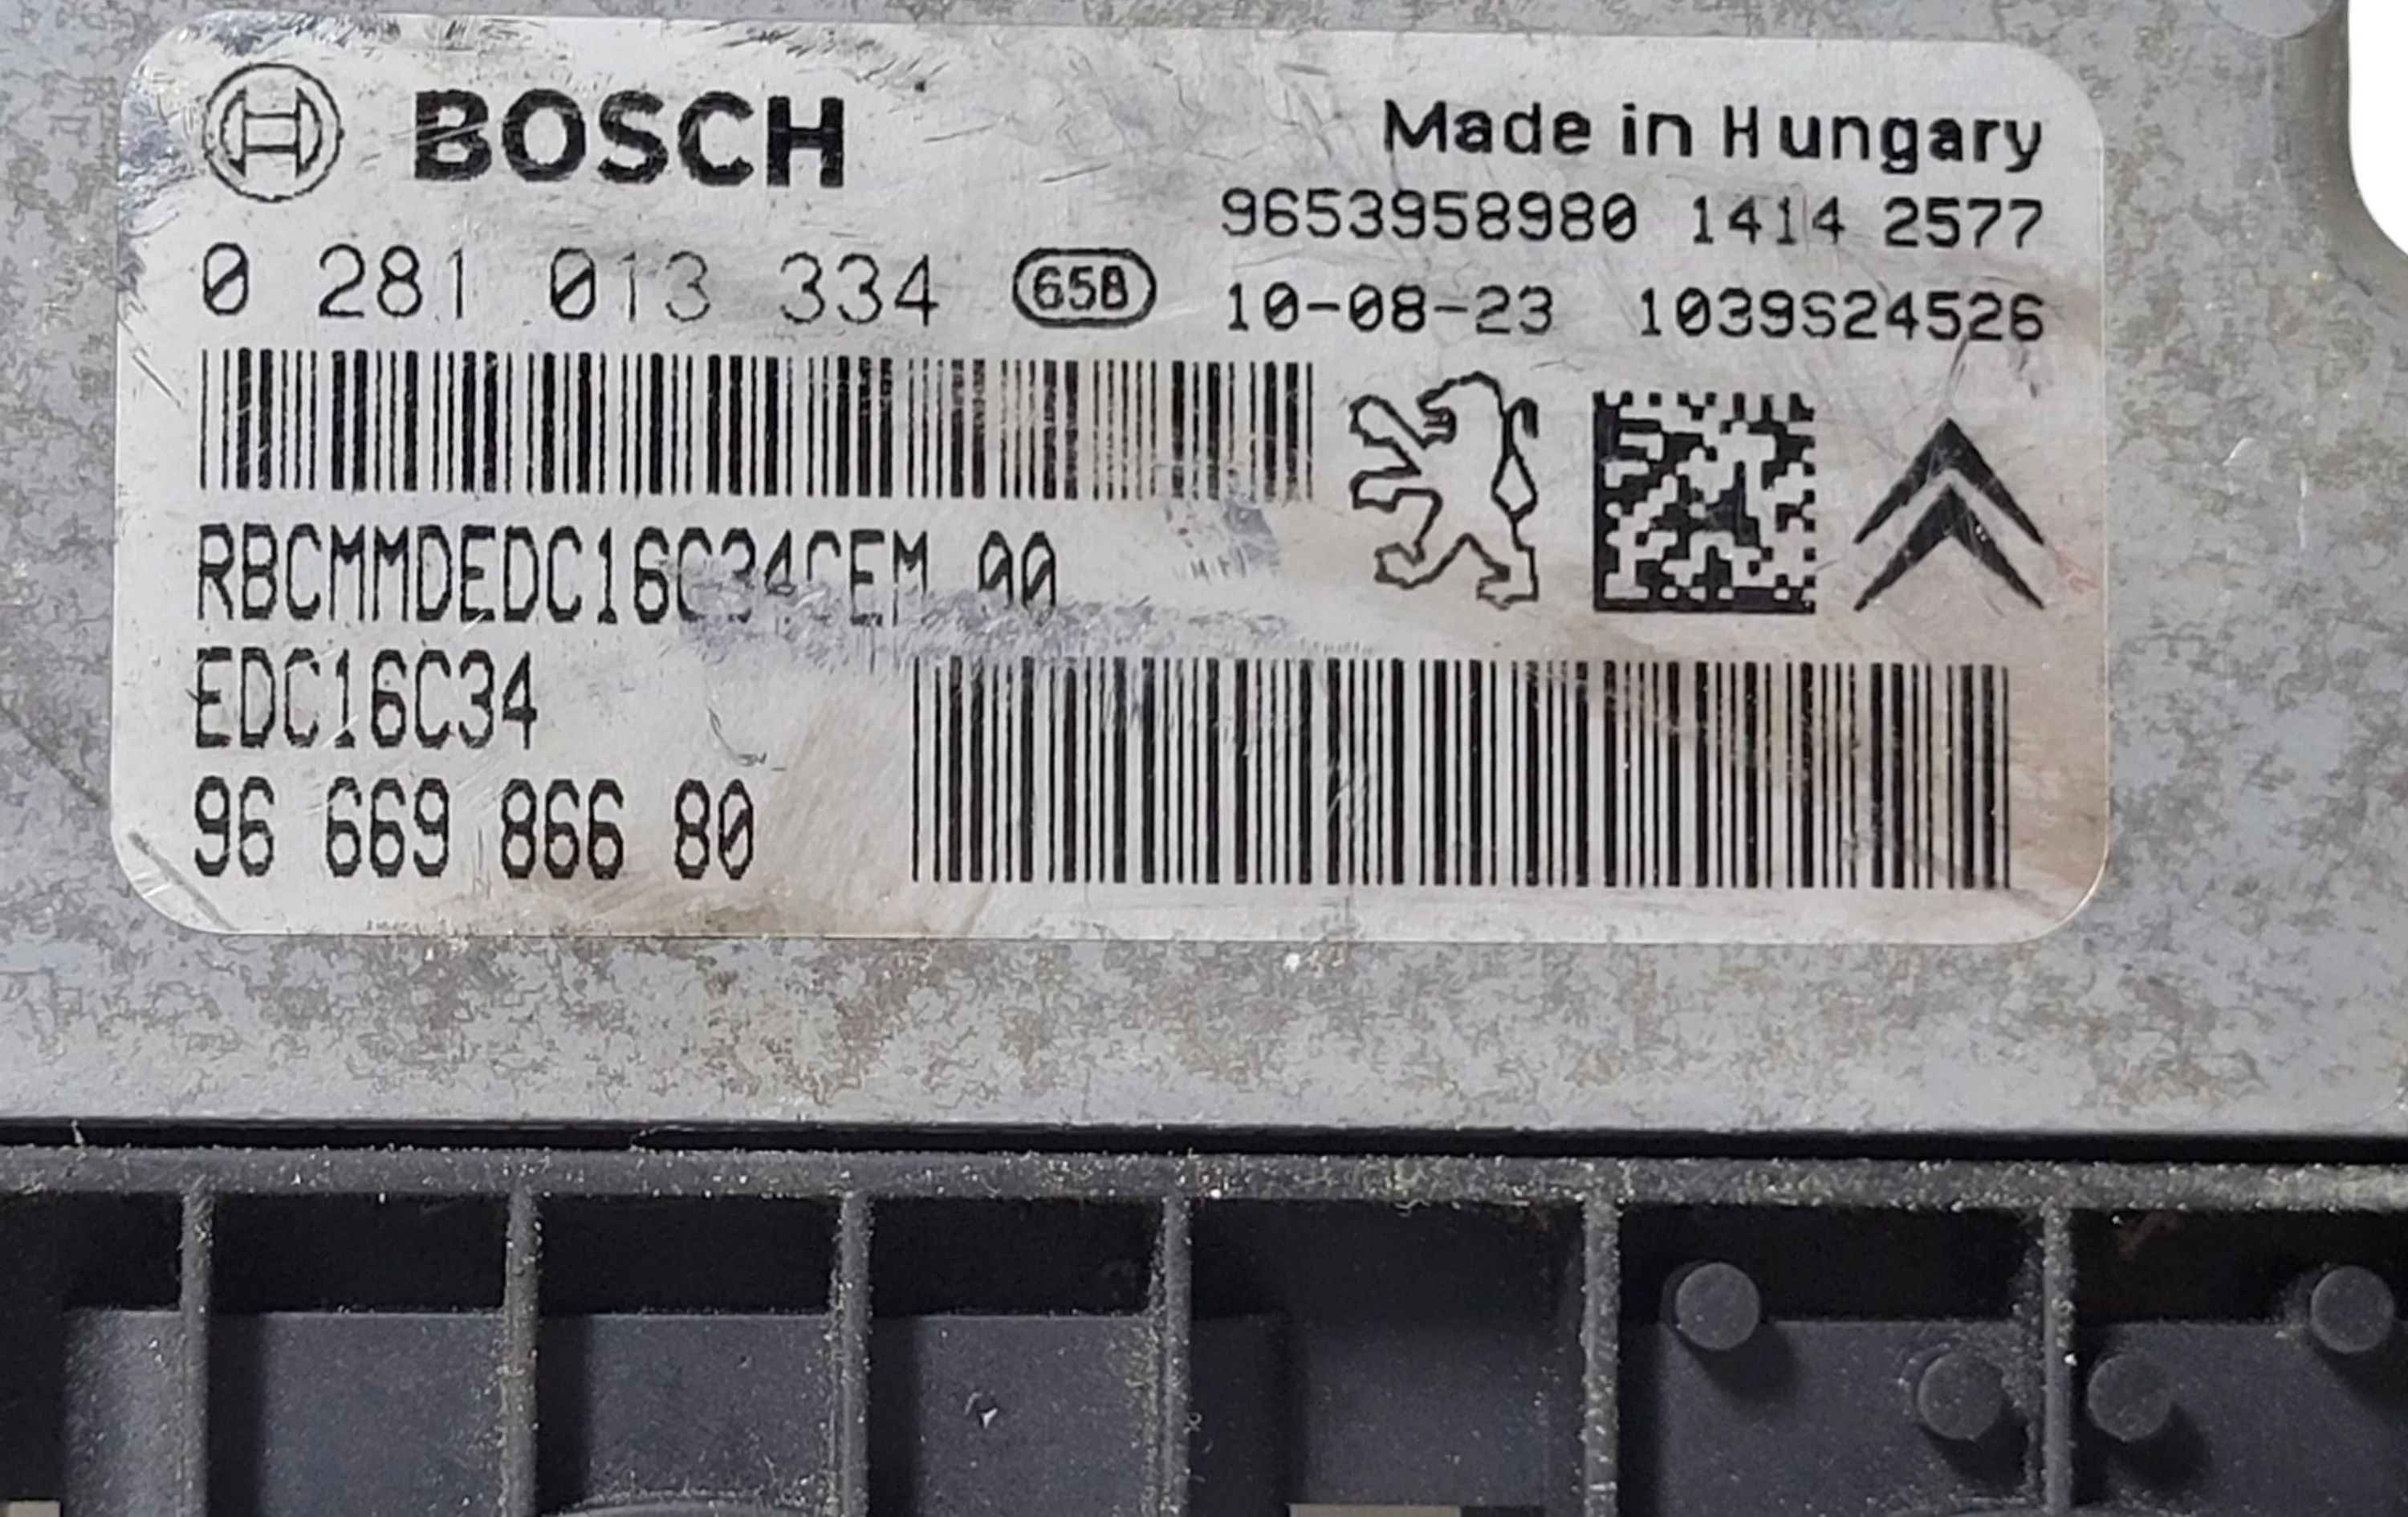 BOSCH
Made in Hungary
9653958980 1414 2577
0 281 013 334 658
10-08-23 1039S24526
RBCMMDEDC16C34CEM 00
EDC16C34
96 669 866 80